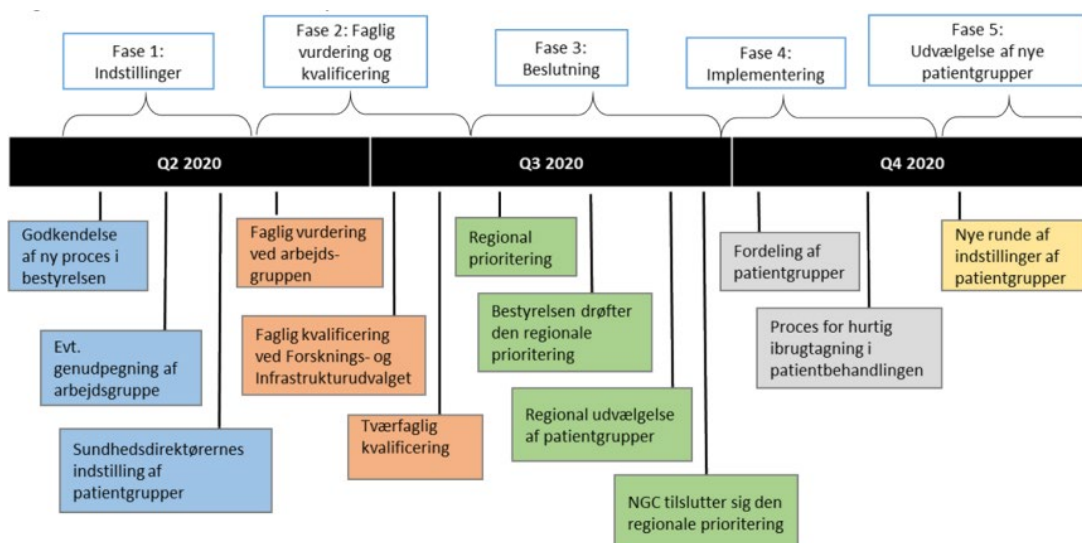 Fase 1:
Indstillinger
Fase 2: Faglig
vurdering og
kvalificering
Fase 3:
Beslutning
Fase 4:
Implementering
Fase 5:
Udvælgelse af nye
patientgrupper
Q2 2020
Q3 2020
Q4 2020
Godkendelse
af ny proces i
bestyrelsen
Evt.
genudpegning af
arbejdsgruppe
Sundhedsdirektørernes
indstilling af
patientgrupper
Faglig vurdering
ved arbejds-
gruppen
Faglig kvalificering
ved Forsknings- og
Infrastrukturudvalget
Tværfaglig
kvalificering
Regional
prioritering
Bestyrelsen drøfter
den regionale
prioritering
Regional udvælgelse
af patientgrupper
NGC tilslutter sig den
regionale prioritering
Fordeling af
patientgrupper
Proces for hurtig
ibrugtagning i
patientbehandlingen
Nye runde af
indstillinger af
patientgrupper